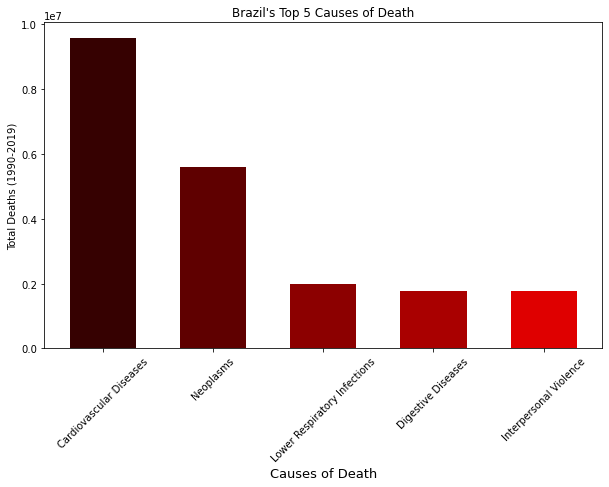 Brazil's Top 5 Causes of Death
1e7
1.0
0.8
0.6
0.4
0.2
0.0
Total Deaths (1990-2019)
Cardiovascular Diseases
Neoplasms
Lower Respiratory Infections
Digestive Diseases
Interpersonal Violence
Causes of Death